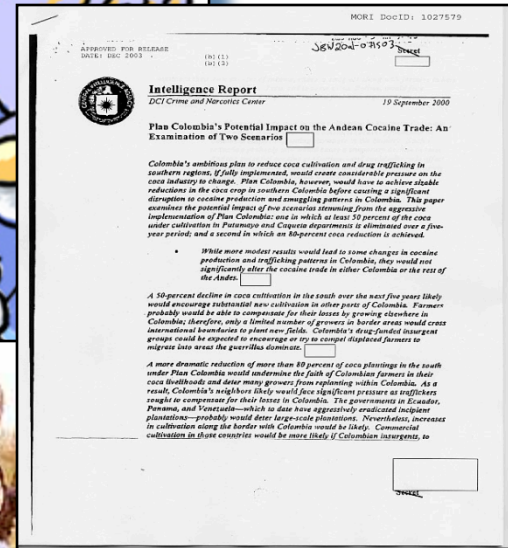 MORI DocID: 1027579
APPROVED FOR RELEASE
DATE: DEC 2003
(b)(1)
(b)(3)
Secret
Intelligence Report
DCI Crime and Narcotics Center 19 September 2000
Plan Colombia's Potential Impact on the Andean Cocaine Trade: An
Examination of Two Scenarios
Colombia's ambitious plan to reduce coca cultivation and drug trafficking in
southern regions, if fully implemented, would create considerable pressure on the
coca industry to change. Plan Colombia, however, would have to achieve sizable
reductions in the coca crop in southern Colombia before causing a significant
disruption to cocaine production and smuggling patterns in Colombia. This paper
examines the potential impact of two scenarios stemming from the aggressive
implementation of Plan Colombia: one in which at least 50 percent of the coca
under cultivation in Putumayo and Caqueta departments is eliminated over a five-
year period; and a second in which an 80-percent coca reduction is achieved.
• While more modest results would lead to some changes in cocaine
production and trafficking patterns in Colombia, they would not
significantly alter the cocaine trade in either Colombia or the rest of
the Andes.
A 50-percent decline in coca cultivation in the south over the next five years likely
would encourage substantial new cultivation in other parts of Colombia. Farmers
probably would be able to compensate for their losses by growing elsewhere in
Colombia; therefore, only a limited number of growers in border areas would cross
international boundaries to plant new fields. Colombia's drug-funded insurgent
groups could be expected to encourage or try to compel displaced farmers to
migrate into areas the guerrillas dominate.
A more dramatic reduction of more than 80 percent of coca plantings in the south
under Plan Colombia would undermine the faith of Colombian farmers in their
coca livelihoods and deter many growers from replanting within Colombia. As a
result, Colombia's neighbors likely would face significant pressure as traffickers
sought to compensate for their losses in Colombia. The governments in Ecuador,
Panama, and Venezuela—which to date have aggressively eradicated incipient
plantations—probably would deter large-scale plantations. Nevertheless, increases
in cultivation along the border with Colombia would be likely. Commercial
cultivation in those countries would be more likely if Colombian insurgents, to
Secret